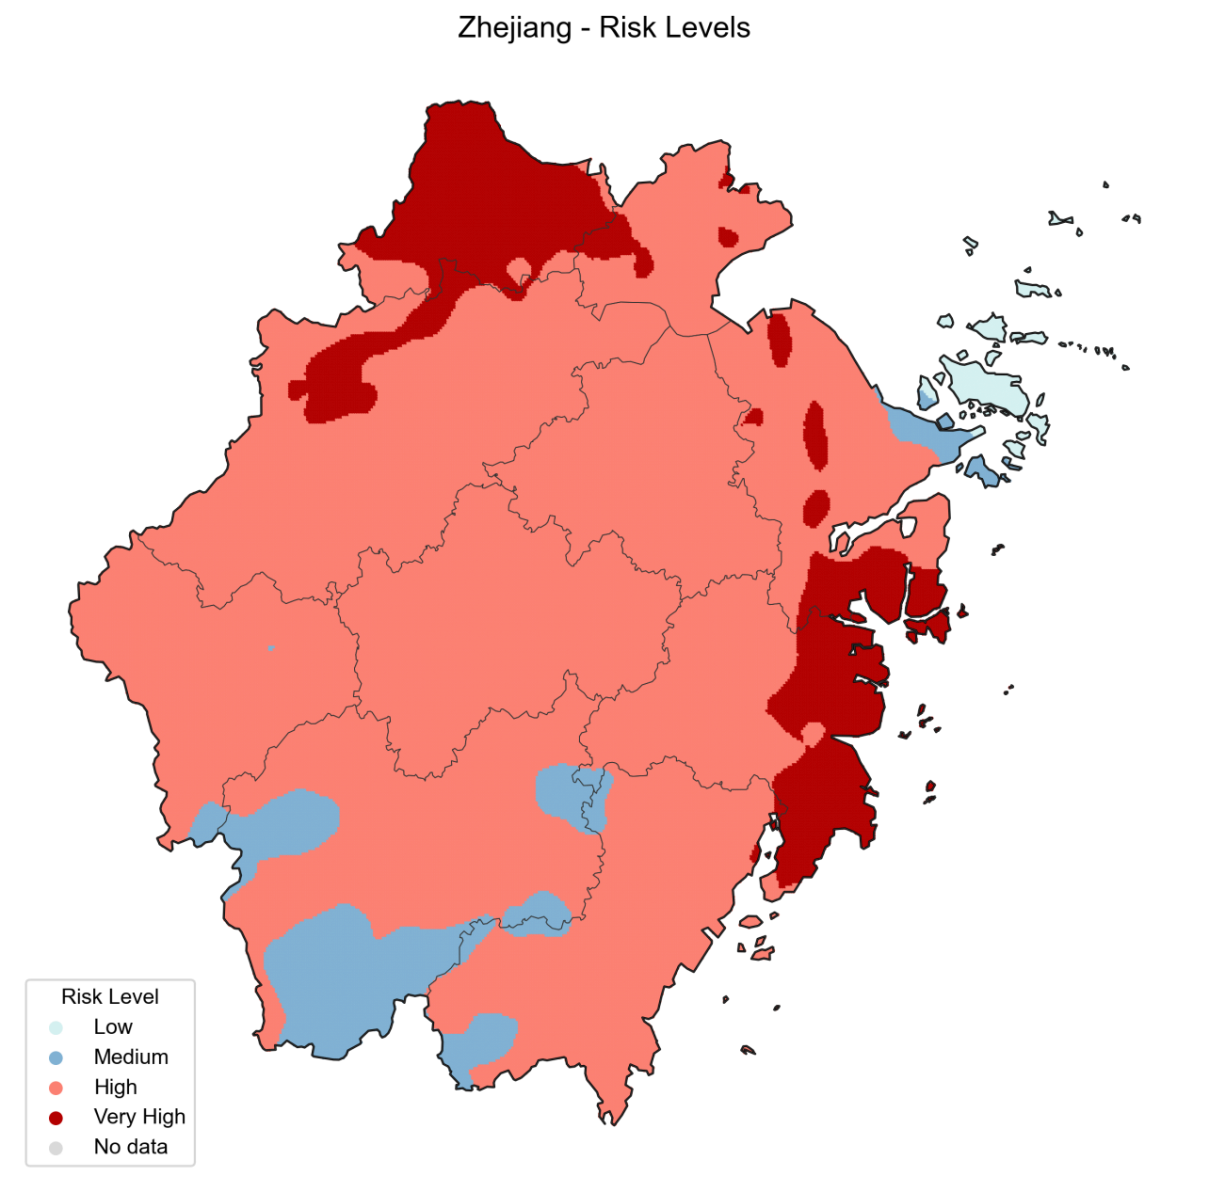 Zhejiang - Risk Levels
Risk Level
Low
Medium
High
Very High
No data